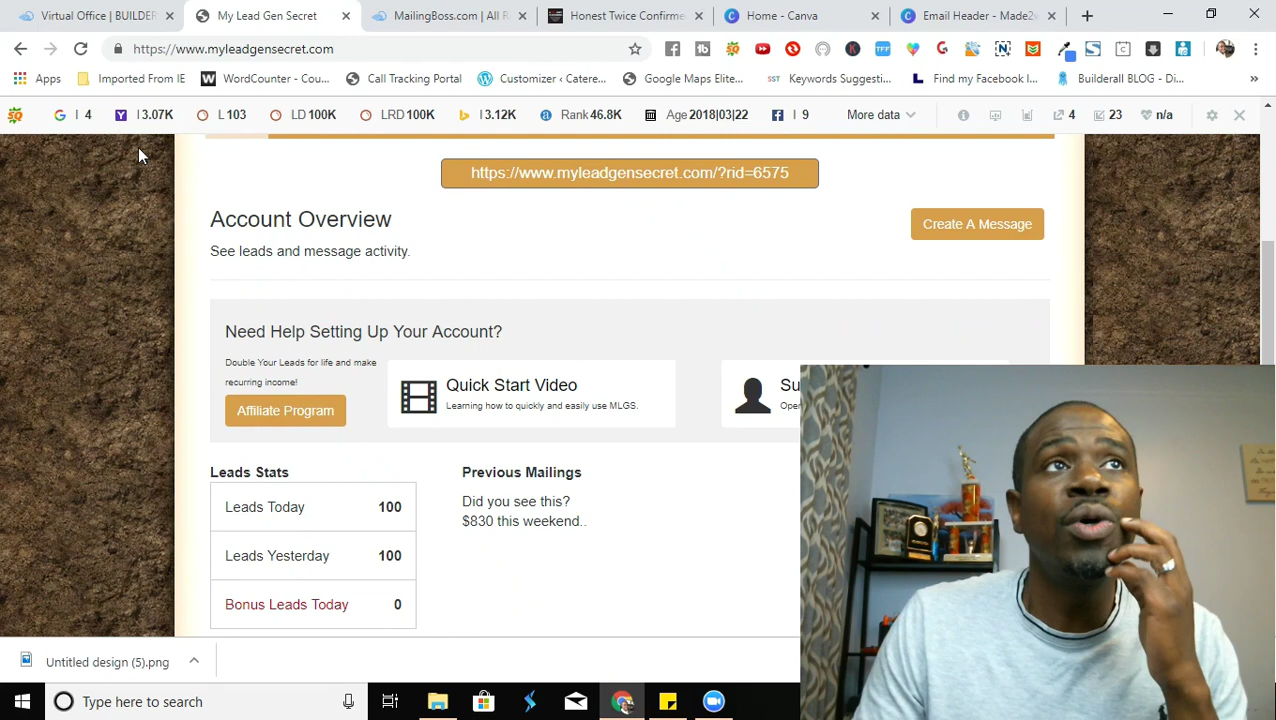 Virtual Office | BUILDER
My Lead Gen Secret
MailingBoss.com | All R
Honest Twice Confirme
Home - Canva
Email Header - Made2w
https://www.myleadgensecret.com
Apps
Imported From IE
WordCounter - Cou...
Call Tracking Portal
Customizer ‹ Catere...
Google Maps Elite...
SST
Keywords Suggesti...
Find my Facebook I...
Builderall BLOG - Di...
I 4
I 3.07K
L 103
LD 100K
LRD 100K
I 3.12K
Rank 46.8K
Age 2018|03|22
I 9
More data
4
23
n/a
https://www.myleadgensecret.com/?rid=6575
Account Overview
Create A Message
See leads and message activity.
Need Help Setting Up Your Account?
Double Your Leads for life and make
recurring income!
Affiliate Program
Quick Start Video
Learning how to quickly and easily use MLGS.
Su
Oper
Leads Stats
Previous Mailings
Leads Today 100
Did you see this?
$830 this weekend..
Leads Yesterday 100
Bonus Leads Today 0
Untitled design (5).png
Type here to search